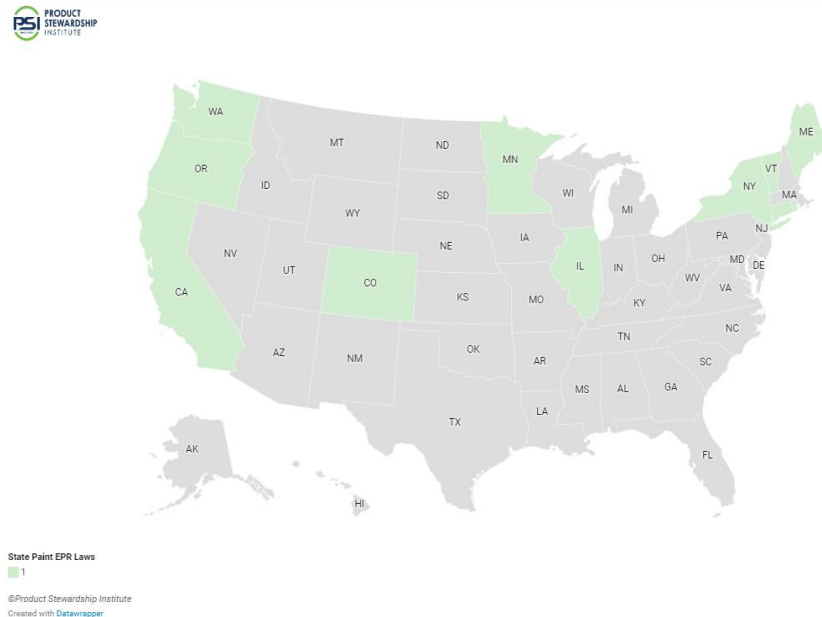 PSI
PRODUCT
STEWARDSHIP
INSTITUTE
WA
ME
MT
ND
MN
VT
OR
NY
ID
SD
WI
MA
WY
MI
IA
PA
NJ
NE
NV
OH
MD
DE
UT
IL
IN
CO
WV
CA
VA
KS
MO
KY
NC
TN
AZ
NM
OK
AR
SC
MS
AL
GA
LA
TX
AK
FL
HI
State Paint EPR Laws
1
©Product Stewardship Institute
Created with Datawrapper